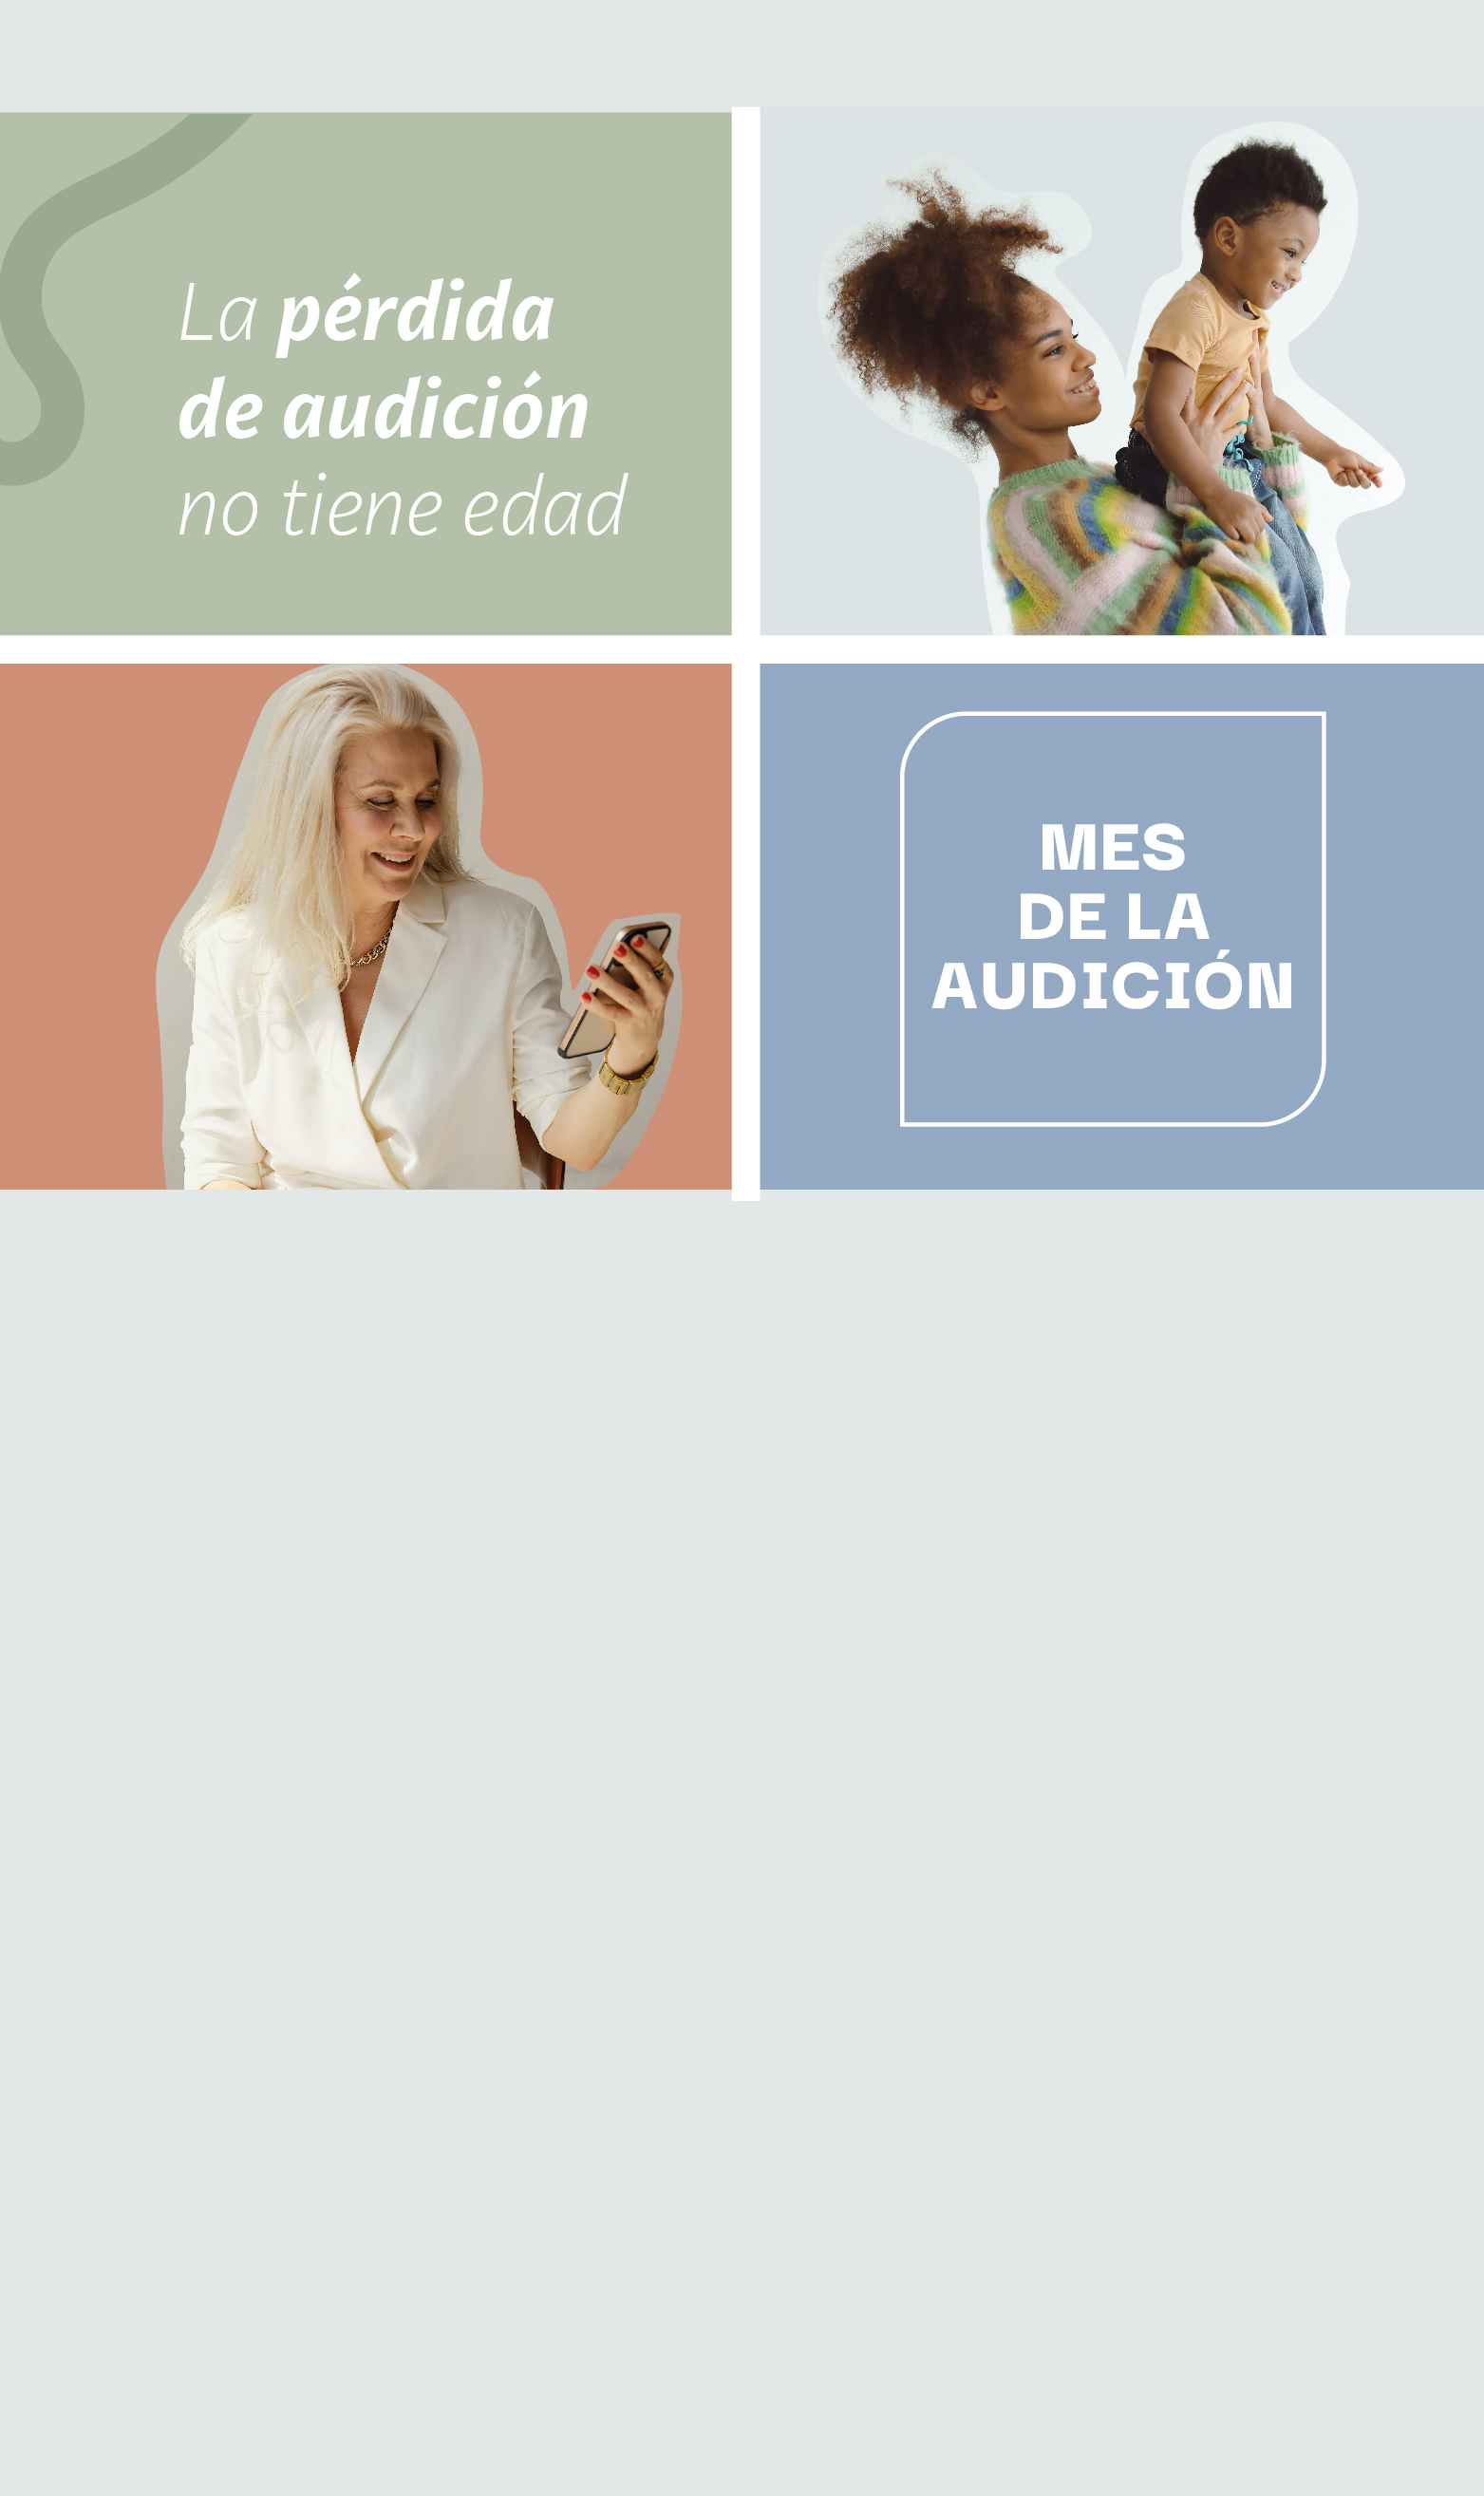 La pérdida
de audición
no tiene edad
MES
DE LA
AUDICIÓN